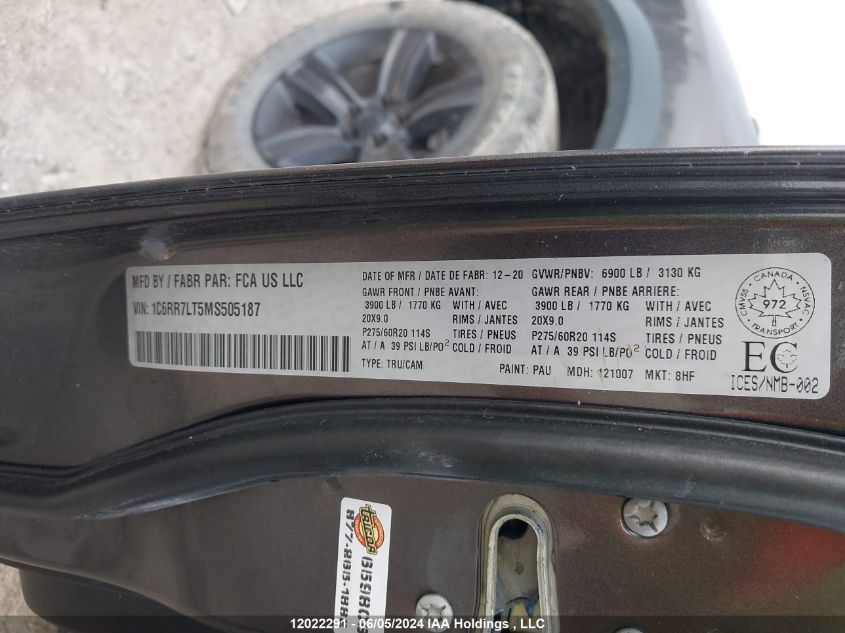 MFD BY / FABR PAR: FCA US LLC
VIN: 1C6RR7LT5MS505187
DATE OF MFR / DATE DE FABR: 12-20 GVWR/PNBV: 6900 LB / 3130 KG
GAWR FRONT / PNBE AVANT: GAWR REAR / PNBE ARRIERE:
3900 LB / 1770 KG WITH / AVEC 3900 LB / 1770 KG WITH / AVEC
20X9.0 RIMS / JANTES 20X9.0 RIMS / JANTES
P275/60R20 114S TIRES / PNEUS P275/60R20 114S TIRES / PNEUS
AT / A 39 PSI LB/PO² COLD / FROID AT / A 39 PSI LB/PO² COLD / FROID
TYPE: TRU/CAM PAINT: PAU MDH: 121007 MKT: 8HF
CANADA
CMVSS 972 NSVAC
TRANSPORT
EC
ICES/NMB-002
12022291 - 06/05/2024 IAA Holdings , LLC